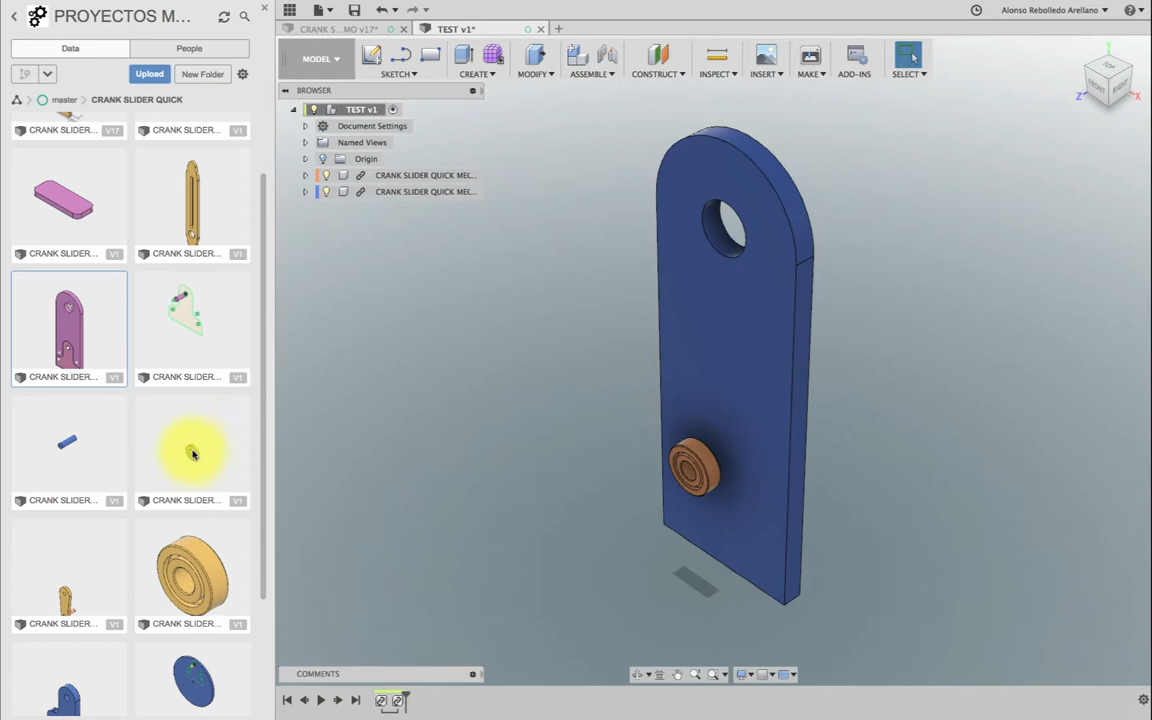 PROYECTOS M...
Data
People
Upload
New Folder
master
CRANK SLIDER QUICK
CRANK SLIDER...
V17
CRANK SLIDER...
V1
CRANK SLIDER...
V1
CRANK SLIDER...
V1
CRANK SLIDER...
V1
CRANK SLIDER...
V1
CRANK SLIDER...
V1
CRANK SLIDER...
V1
CRANK SLIDER...
V1
CRANK SLIDER...
V1
CRANK S...MO v17*
TEST v1*
Alonso Rebolledo Arellano
MODEL
SKETCH
CREATE
MODIFY
ASSEMBLE
CONSTRUCT
INSPECT
INSERT
MAKE
ADD-INS
SELECT
BROWSER
TEST v1
Document Settings
Named Views
Origin
CRANK SLIDER QUICK MEC...
CRANK SLIDER QUICK MEC...
TOP
FRONT
RIGHT
Y
Z
X
COMMENTS